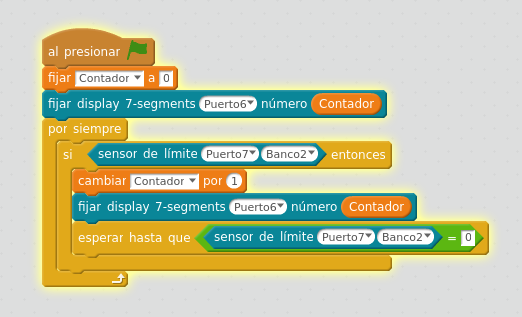 al presionar
fijar Contador a 0
fijar display 7-segments Puerto6 número Contador
por siempre
si sensor de límite Puerto7 Banco2 entonces
cambiar Contador por 1
fijar display 7-segments Puerto6 número Contador
esperar hasta que sensor de límite Puerto7 Banco2 = 0